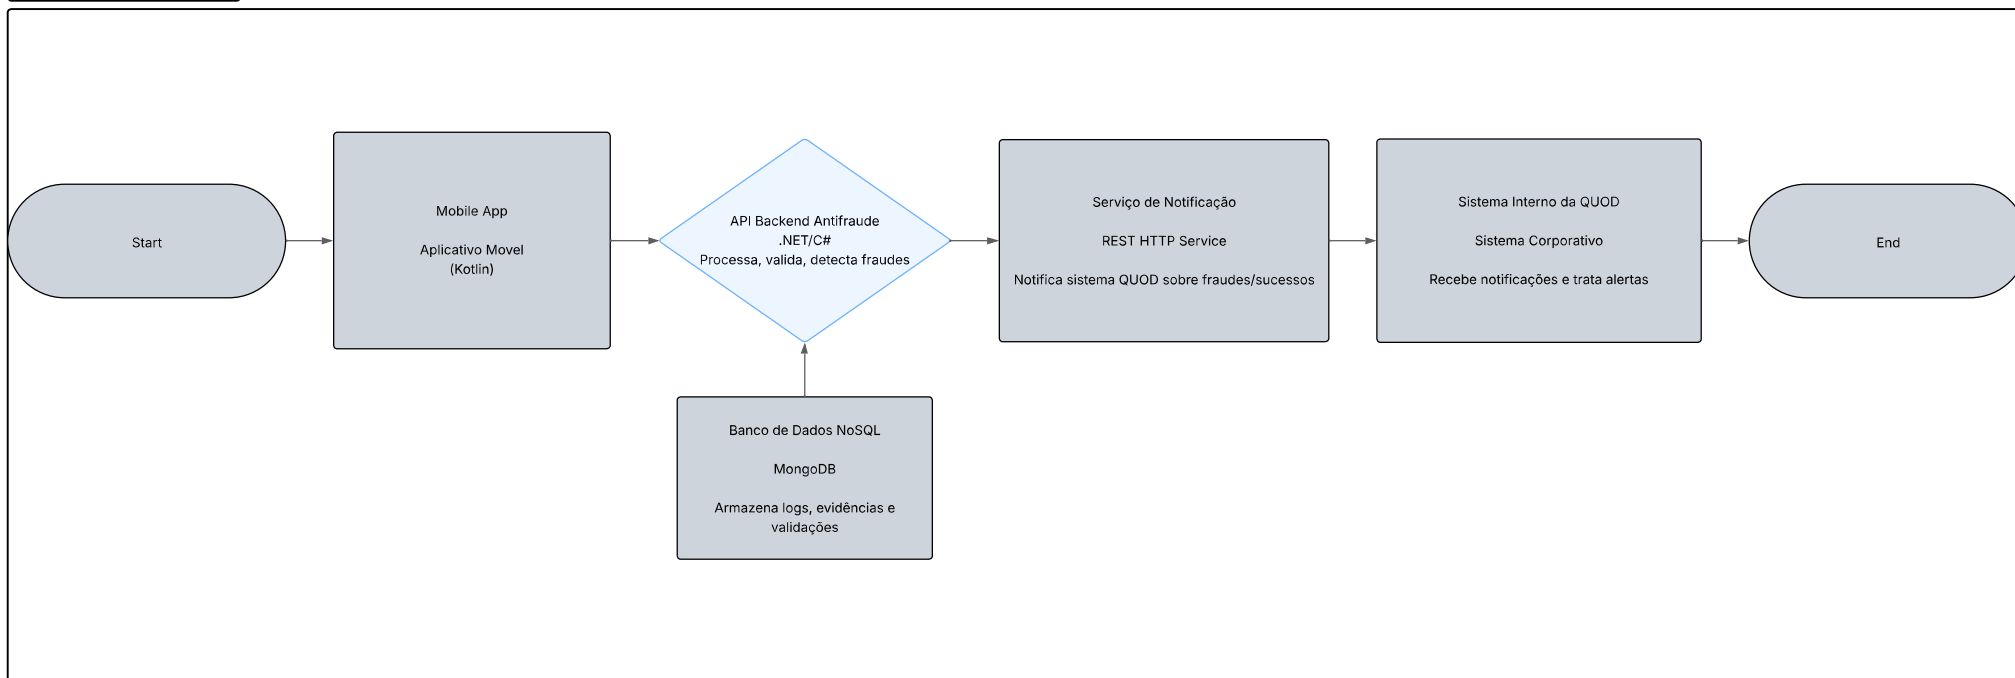 Start
Mobile App
Aplicativo Movel
(Kotlin)
API Backend Antifraude
.NET/C#
Processa, valida, detecta fraudes
Serviço de Notificação
REST HTTP Service
Notifica sistema QUOD sobre fraudes/sucessos
Sistema Interno da QUOD
Sistema Corporativo
Recebe notificações e trata alertas
End
Banco de Dados NoSQL
MongoDB
Armazena logs, evidências e
validações